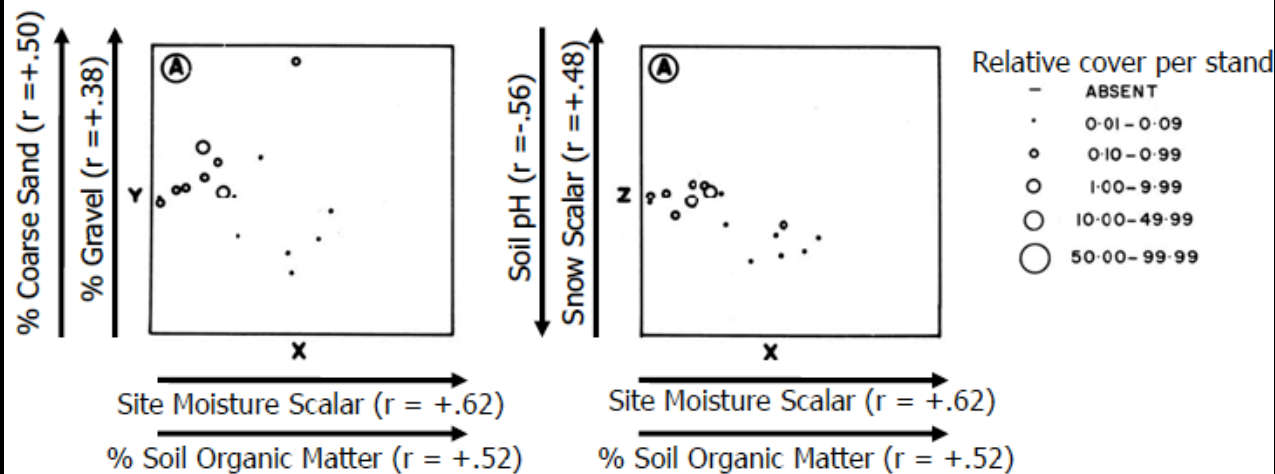 % Coarse Sand (r =+.50)
% Gravel (r =+.38)
A
Y
X
Site Moisture Scalar (r = +.62)
% Soil Organic Matter (r = +.52)
Soil pH (r =-.56)
Snow Scalar (r =+.48)
A
Z
X
Site Moisture Scalar (r = +.62)
% Soil Organic Matter (r = +.52)
Relative cover per stand
– ABSENT
0·01–0·09
0·10–0·99
1·00–9·99
10·00–49·99
50·00–99·99